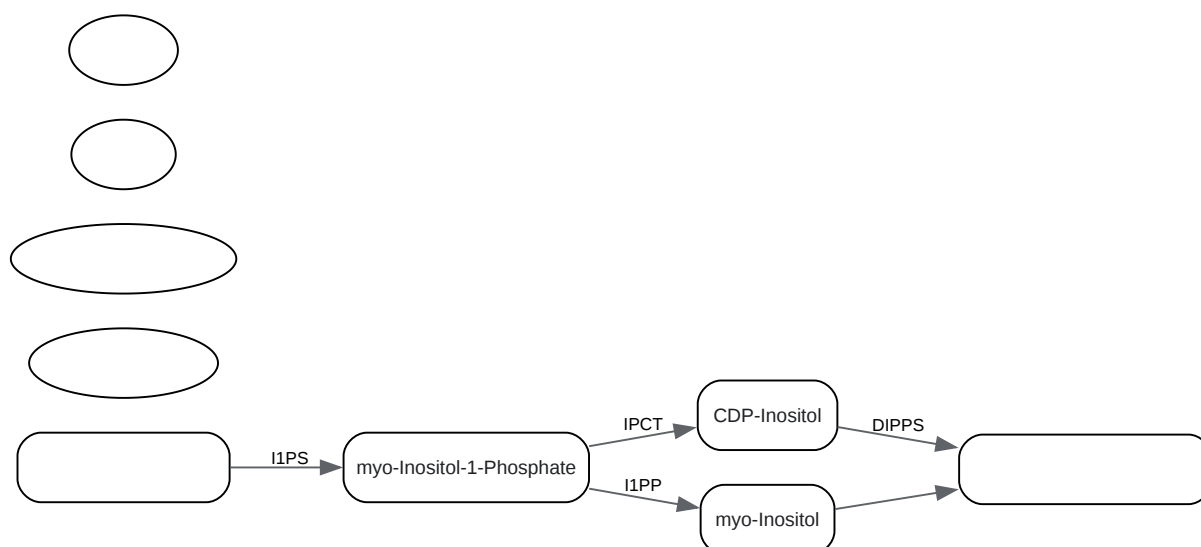 IPCT
CDP-Inositol
DIPPS
I1PS
myo-Inositol-1-Phosphate
I1PP
myo-Inositol